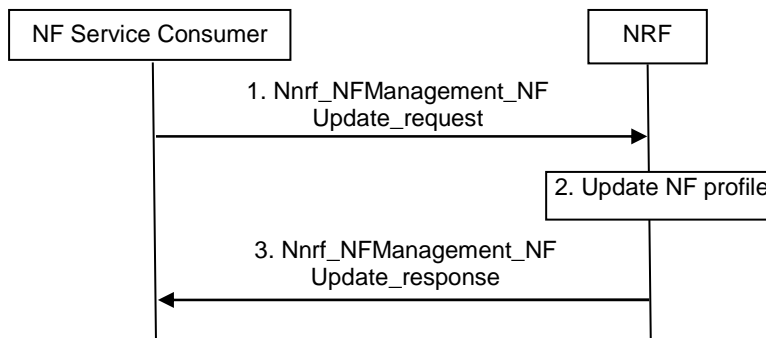 NF Service Consumer
NRF
1. Nnrf_NFManagement_NF
Update_request
2. Update NF profile
3. Nnrf_NFManagement_NF
Update_response